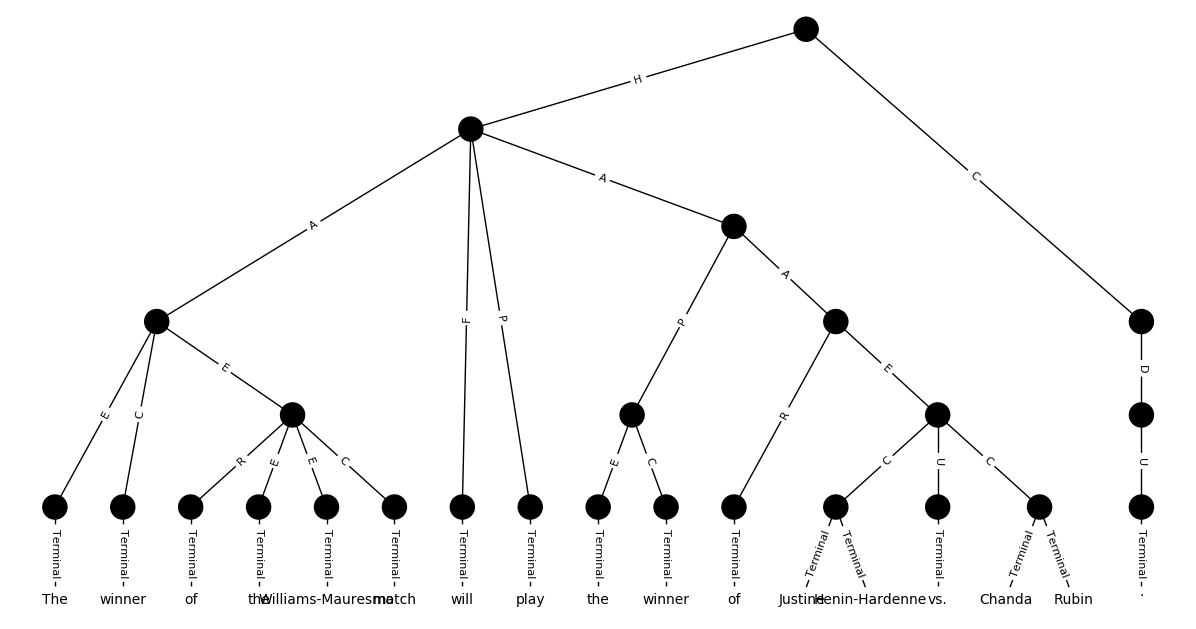 H
A A C
E C E F P P A D
R E E C E C R E C U C U
Terminal Terminal Terminal Terminal Terminal Terminal Terminal Terminal Terminal Terminal Terminal Terminal Terminal Terminal Terminal Terminal Terminal
The winner of the Williams-Mauresmo match will play the winner of Justine Henin-Hardenne vs. Chanda Rubin .